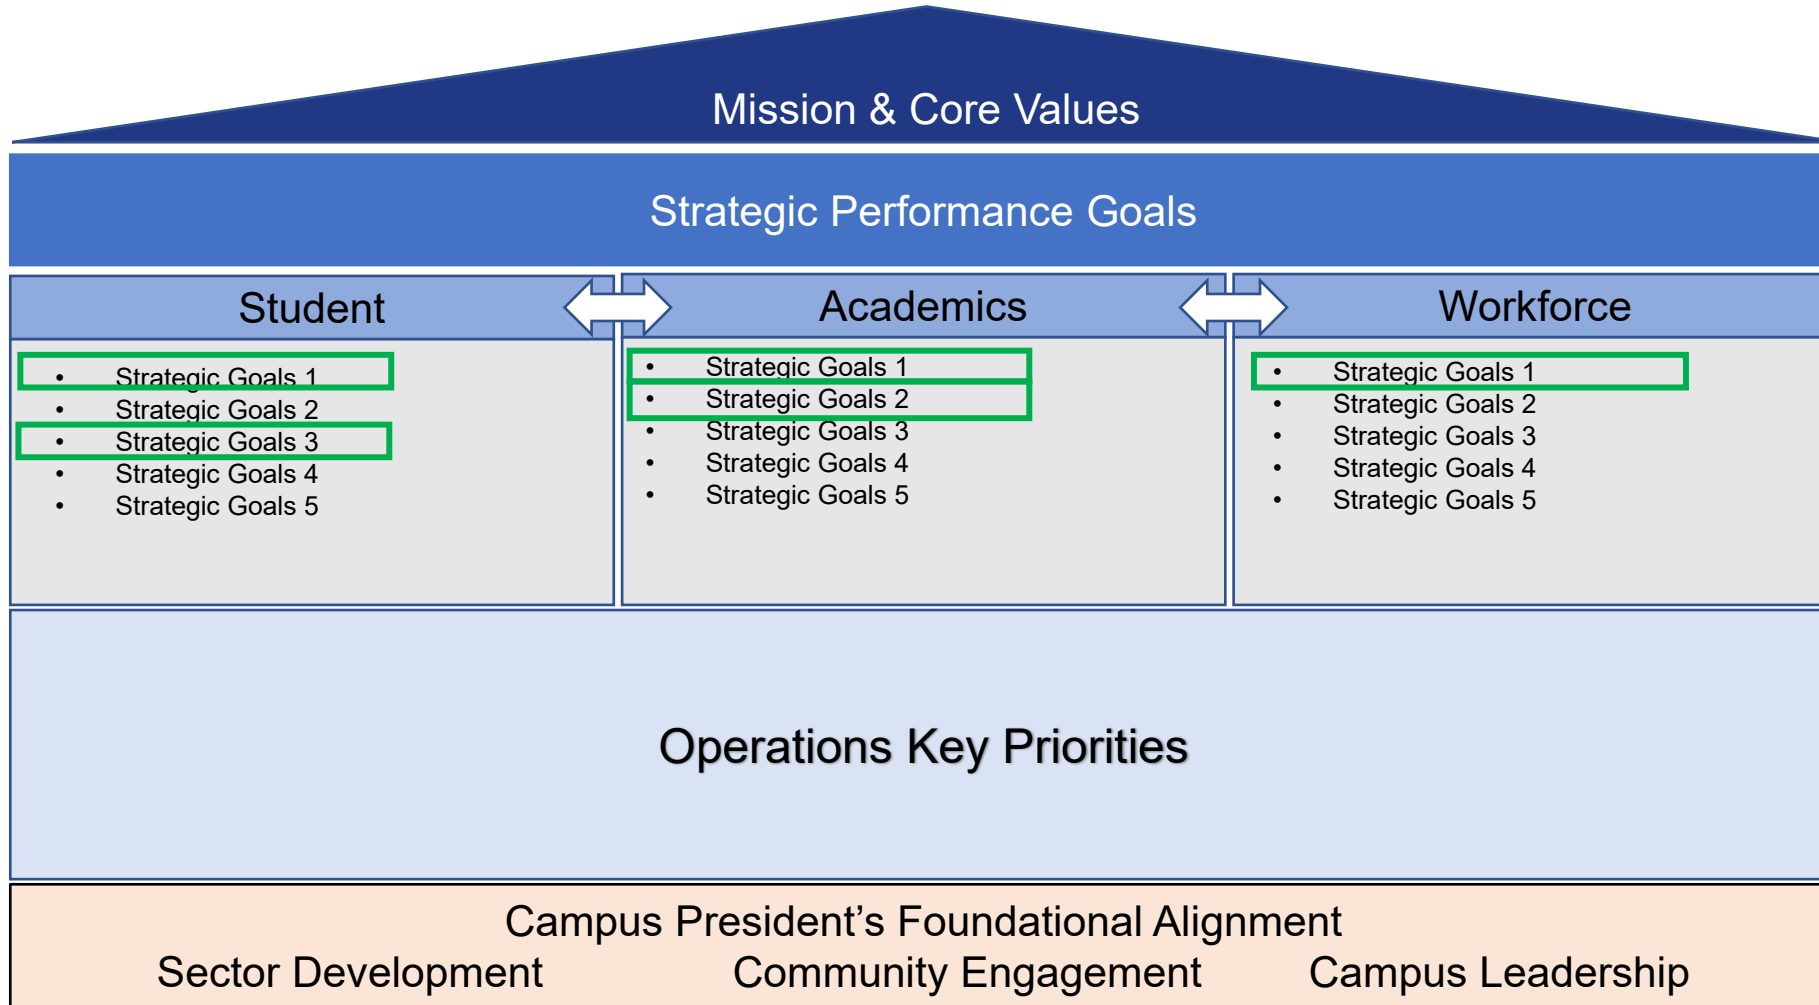 Mission & Core Values
Strategic Performance Goals
Student
• Strategic Goals 1
• Strategic Goals 2
• Strategic Goals 3
• Strategic Goals 4
• Strategic Goals 5
Academics
• Strategic Goals 1
• Strategic Goals 2
• Strategic Goals 3
• Strategic Goals 4
• Strategic Goals 5
Workforce
• Strategic Goals 1
• Strategic Goals 2
• Strategic Goals 3
• Strategic Goals 4
• Strategic Goals 5
Operations Key Priorities
Campus President’s Foundational Alignment
Sector Development Community Engagement Campus Leadership